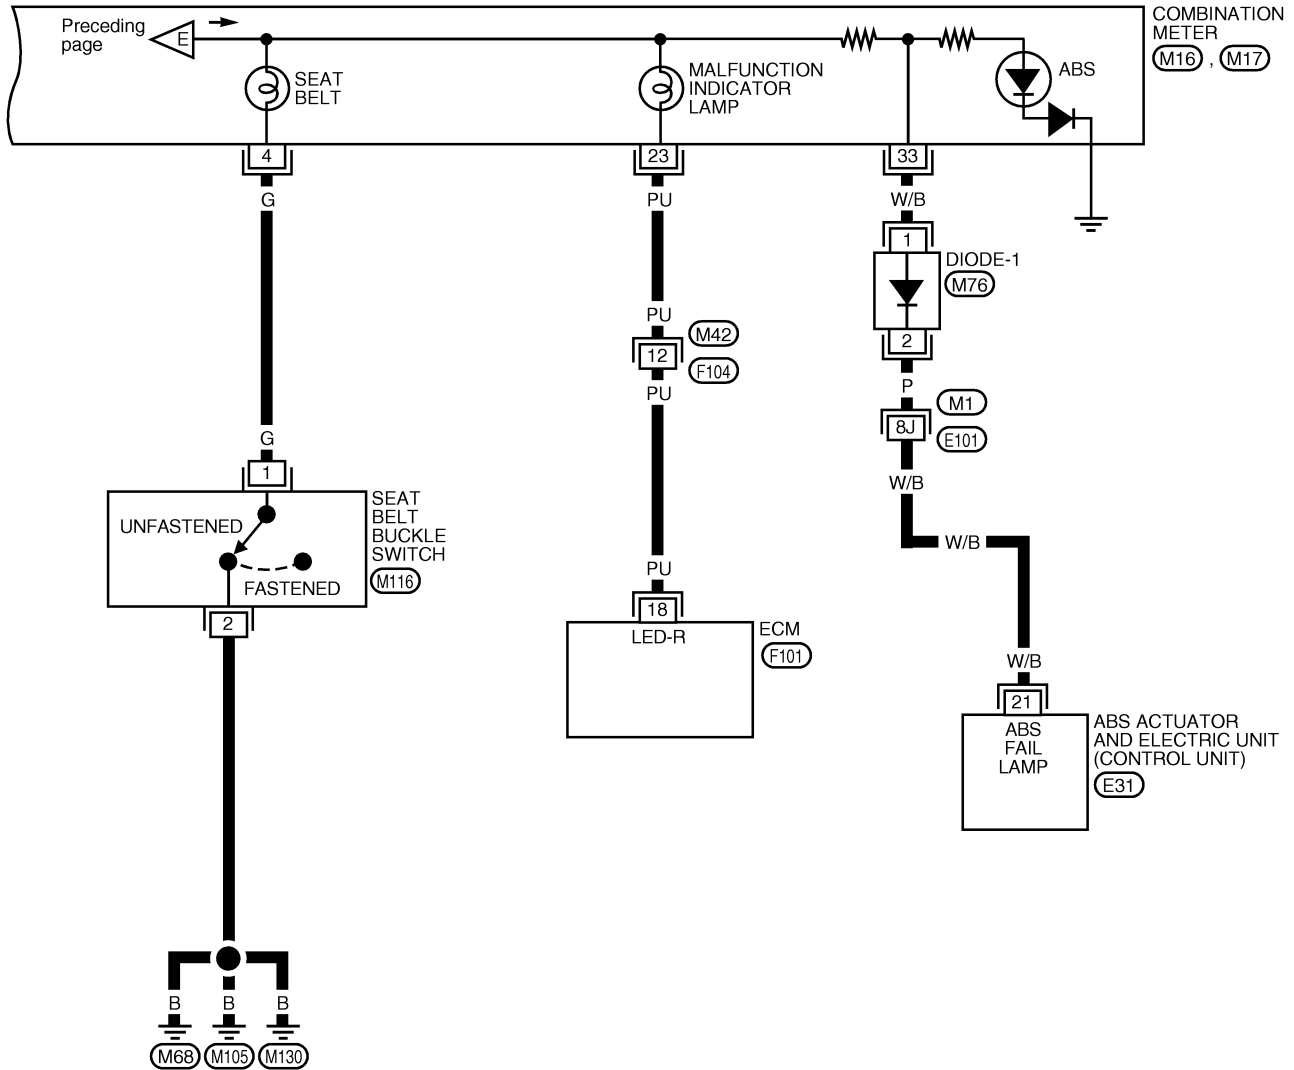 Preceding
page
E
SEAT
BELT
MALFUNCTION
INDICATOR
LAMP
ABS
COMBINATION
METER
M16 , M17
4
23
33
G
PU
W/B
1
DIODE-1
M76
2
PU
M42
12
F104
PU
P
M1
8J
E101
G
1
W/B
SEAT
BELT
BUCKLE
SWITCH
M116
UNFASTENED
FASTENED
2
W/B
PU
18
LED-R
ECM
F101
W/B
21
ABS
FAIL
LAMP
ABS ACTUATOR
AND ELECTRIC UNIT
(CONTROL UNIT)
E31
B B B
M68 M105 M130